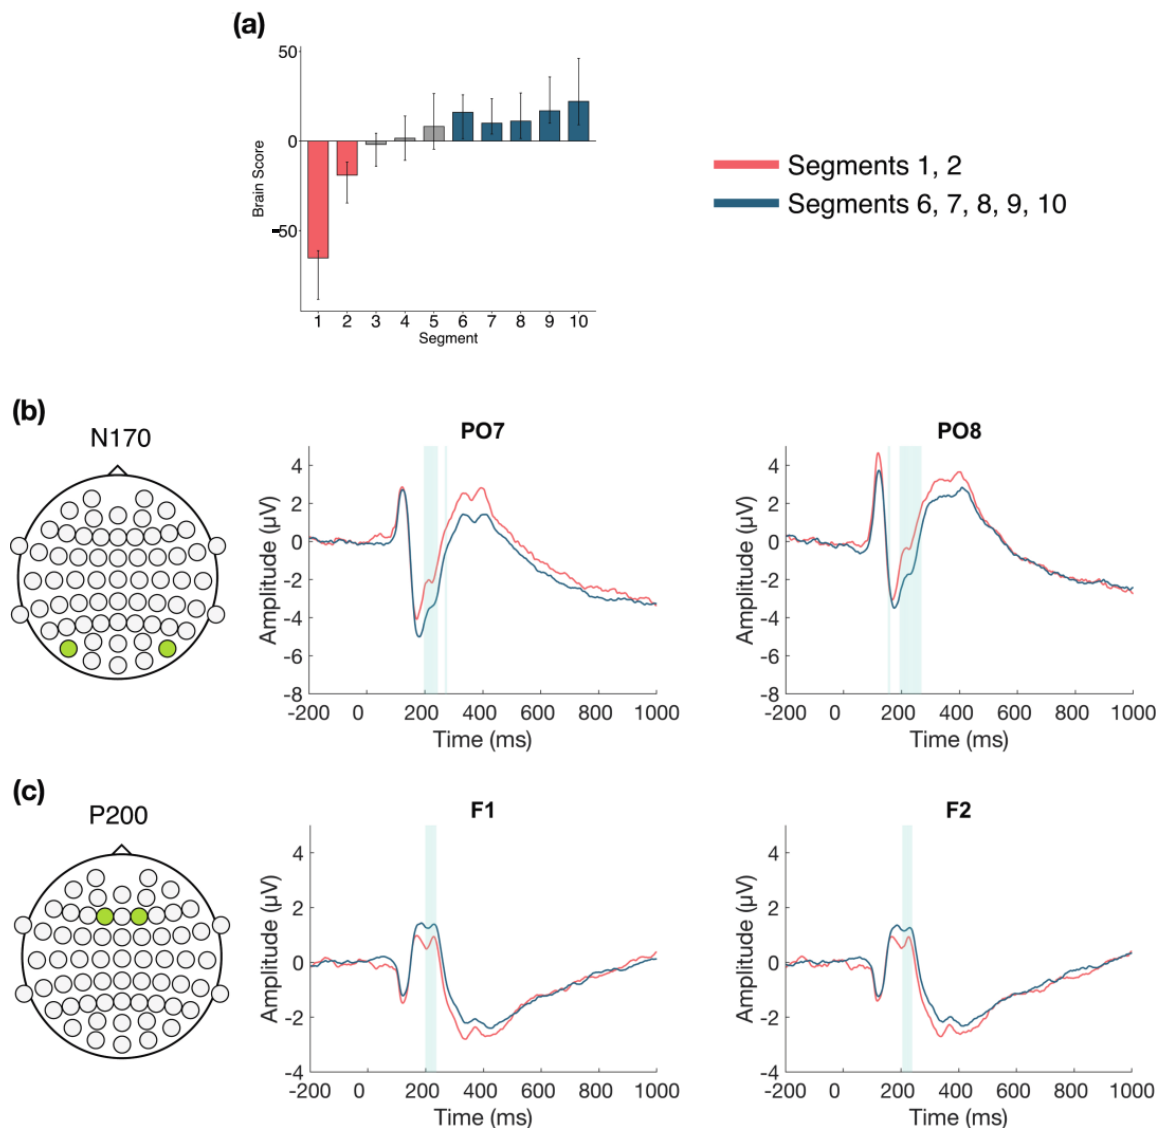 (a)
50
0
-50
Brain Score
1 2 3 4 5 6 7 8 9 10
Segment
Segments 1, 2
Segments 6, 7, 8, 9, 10
(b)
N170
PO7
4
2
0
-2
-4
-6
-8
Amplitude (µV)
-200 0 200 400 600 800 1000
Time (ms)
PO8
4
2
0
-2
-4
-6
-8
Amplitude (µV)
-200 0 200 400 600 800 1000
Time (ms)
(c)
P200
F1
4
2
0
-2
-4
Amplitude (µV)
-200 0 200 400 600 800 1000
Time (ms)
F2
4
2
0
-2
-4
Amplitude (µV)
-200 0 200 400 600 800 1000
Time (ms)